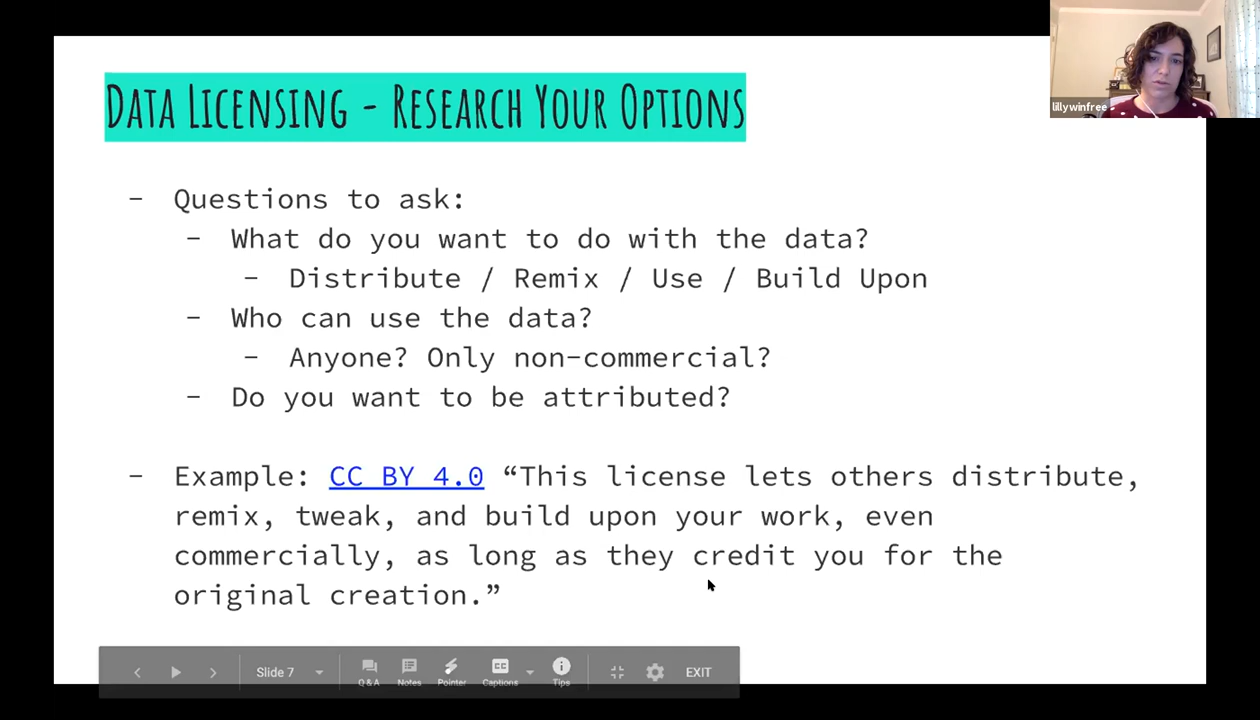 Data Licensing - Research Your Options
lillywinfree
- Questions to ask:
- What do you want to do with the data?
- Distribute / Remix / Use / Build Upon
- Who can use the data?
- Anyone? Only non-commercial?
- Do you want to be attributed?
- Example: CC BY 4.0 “This license lets others distribute,
remix, tweak, and build upon your work, even
commercially, as long as they credit you for the
original creation.”
Slide 7
CC
Q & A Notes Pointer Captions Tips EXIT